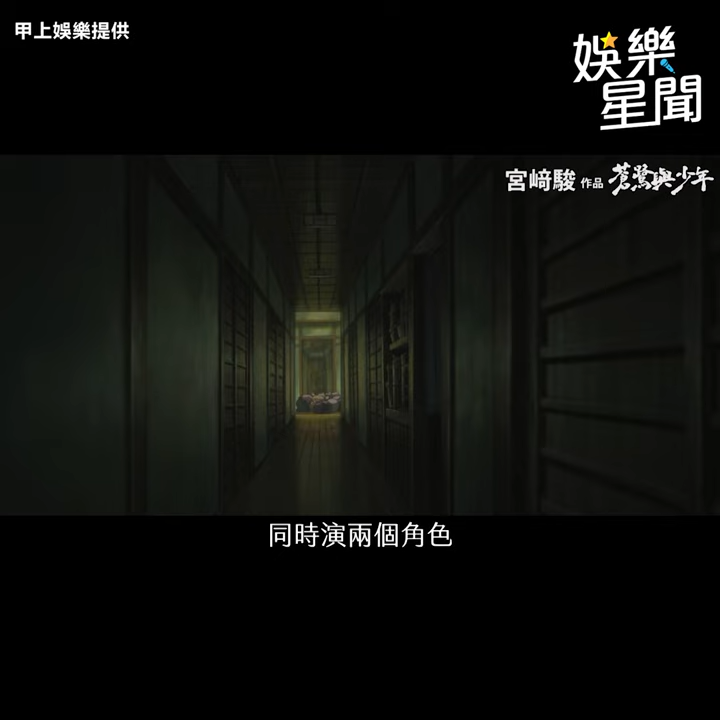 甲上娛樂提供
娛樂
星聞
宮﨑駿 作品 蒼鷺與少年
同時演兩個角色